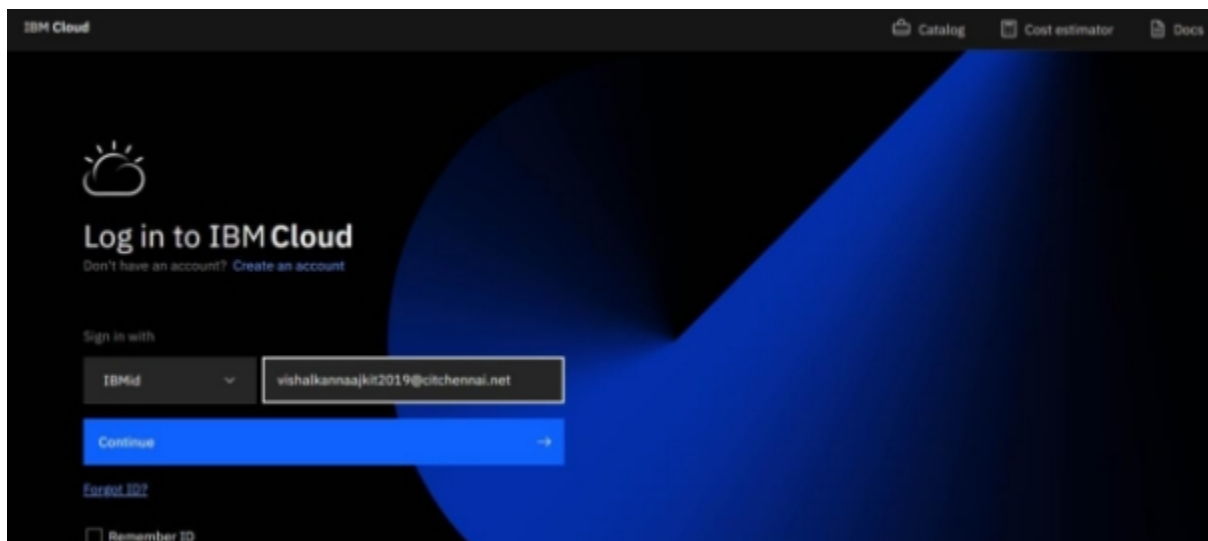 IBM Cloud Catalog Cost estimator Docs
Log in to IBM Cloud
Don't have an account? Create an account
Sign in with
IBMid vishalkannaajkit2019@citchennai.net
Continue
Forgot ID?
Remember ID